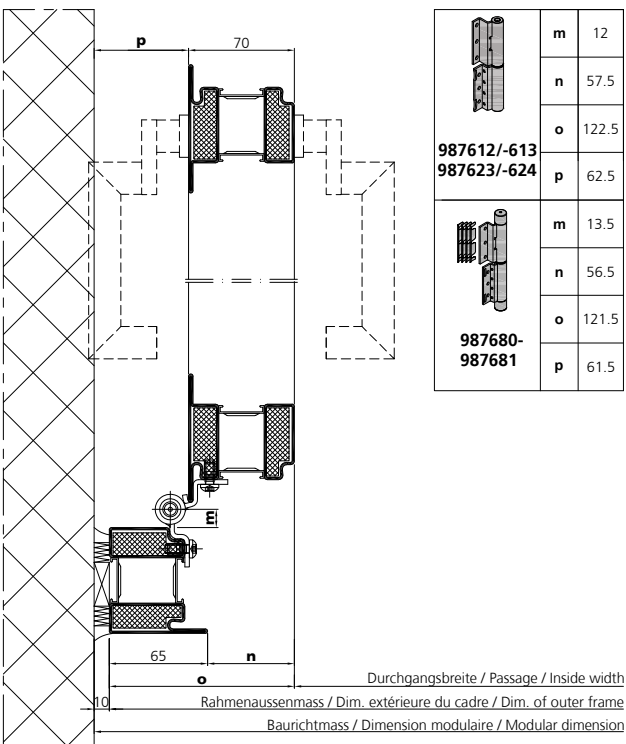 p
70
m 12
n 57.5
o 122.5
p 62.5
987612/-613
987623/-624
m 13.5
n 56.5
o 121.5
p 61.5
987680-
987681
m
65
n
o
10
Durchgangsbreite / Passage / Inside width
Rahmenaussenmass / Dim. extérieure du cadre / Dim. of outer frame
Baurichtmass / Dimension modulaire / Modular dimension